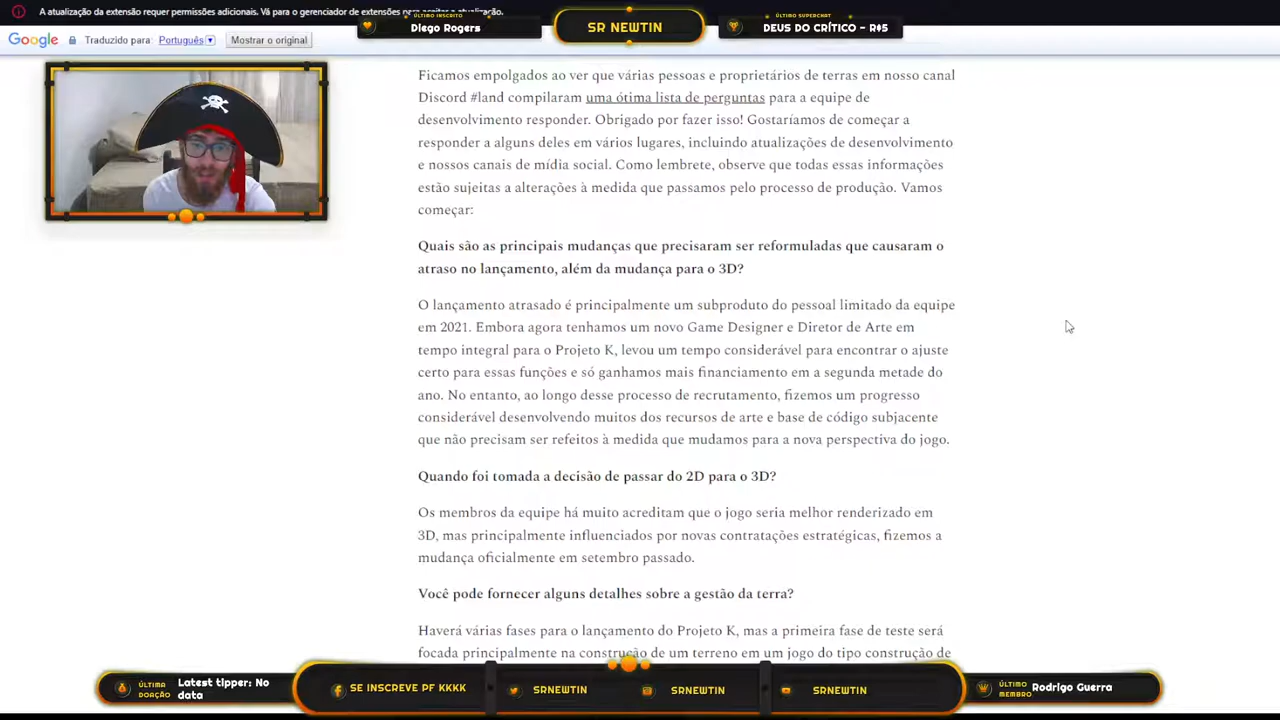 A atualização da extensão requer permissões adicionais. Vá para o gerenciador de extensões para aceitar a atualização.
ÚLTIMO INSCRITO
Diego Rogers
SR NEWTIN
ÚLTIMO SUPERCHAT
DEUS DO CRÍTICO - R$5
Google Traduzido para: Português Mostrar o original
Ficamos empolgados ao ver que várias pessoas e proprietários de terras em nosso canal
Discord #land compilaram uma ótima lista de perguntas para a equipe de
desenvolvimento responder. Obrigado por fazer isso! Gostaríamos de começar a
responder a alguns deles em vários lugares, incluindo atualizações de desenvolvimento
e nossos canais de mídia social. Como lembrete, observe que todas essas informações
estão sujeitas a alterações à medida que passamos pelo processo de produção. Vamos
começar:
Quais são as principais mudanças que precisaram ser reformuladas que causaram o
atraso no lançamento, além da mudança para o 3D?
O lançamento atrasado é principalmente um subproduto do pessoal limitado da equipe
em 2021. Embora agora tenhamos um novo Game Designer e Diretor de Arte em
tempo integral para o Projeto K, levou um tempo considerável para encontrar o ajuste
certo para essas funções e só ganhamos mais financiamento em a segunda metade do
ano. No entanto, ao longo desse processo de recrutamento, fizemos um progresso
considerável desenvolvendo muitos dos recursos de arte e base de código subjacente
que não precisam ser refeitos à medida que mudamos para a nova perspectiva do jogo.
Quando foi tomada a decisão de passar do 2D para o 3D?
Os membros da equipe há muito acreditam que o jogo seria melhor renderizado em
3D, mas principalmente influenciados por novas contratações estratégicas, fizemos a
mudança oficialmente em setembro passado.
Você pode fornecer alguns detalhes sobre a gestão da terra?
Haverá várias fases para o lançamento do Projeto K, mas a primeira fase de teste será
focada principalmente na construção de um terreno em um jogo do tipo construção de
ÚLTIMA DOAÇÃO
Latest tipper: No
data
SE INSCREVE PF KKKK
SRNEWTIN
SRNEWTIN
SRNEWTIN
ÚLTIMO MEMBRO
Rodrigo Guerra